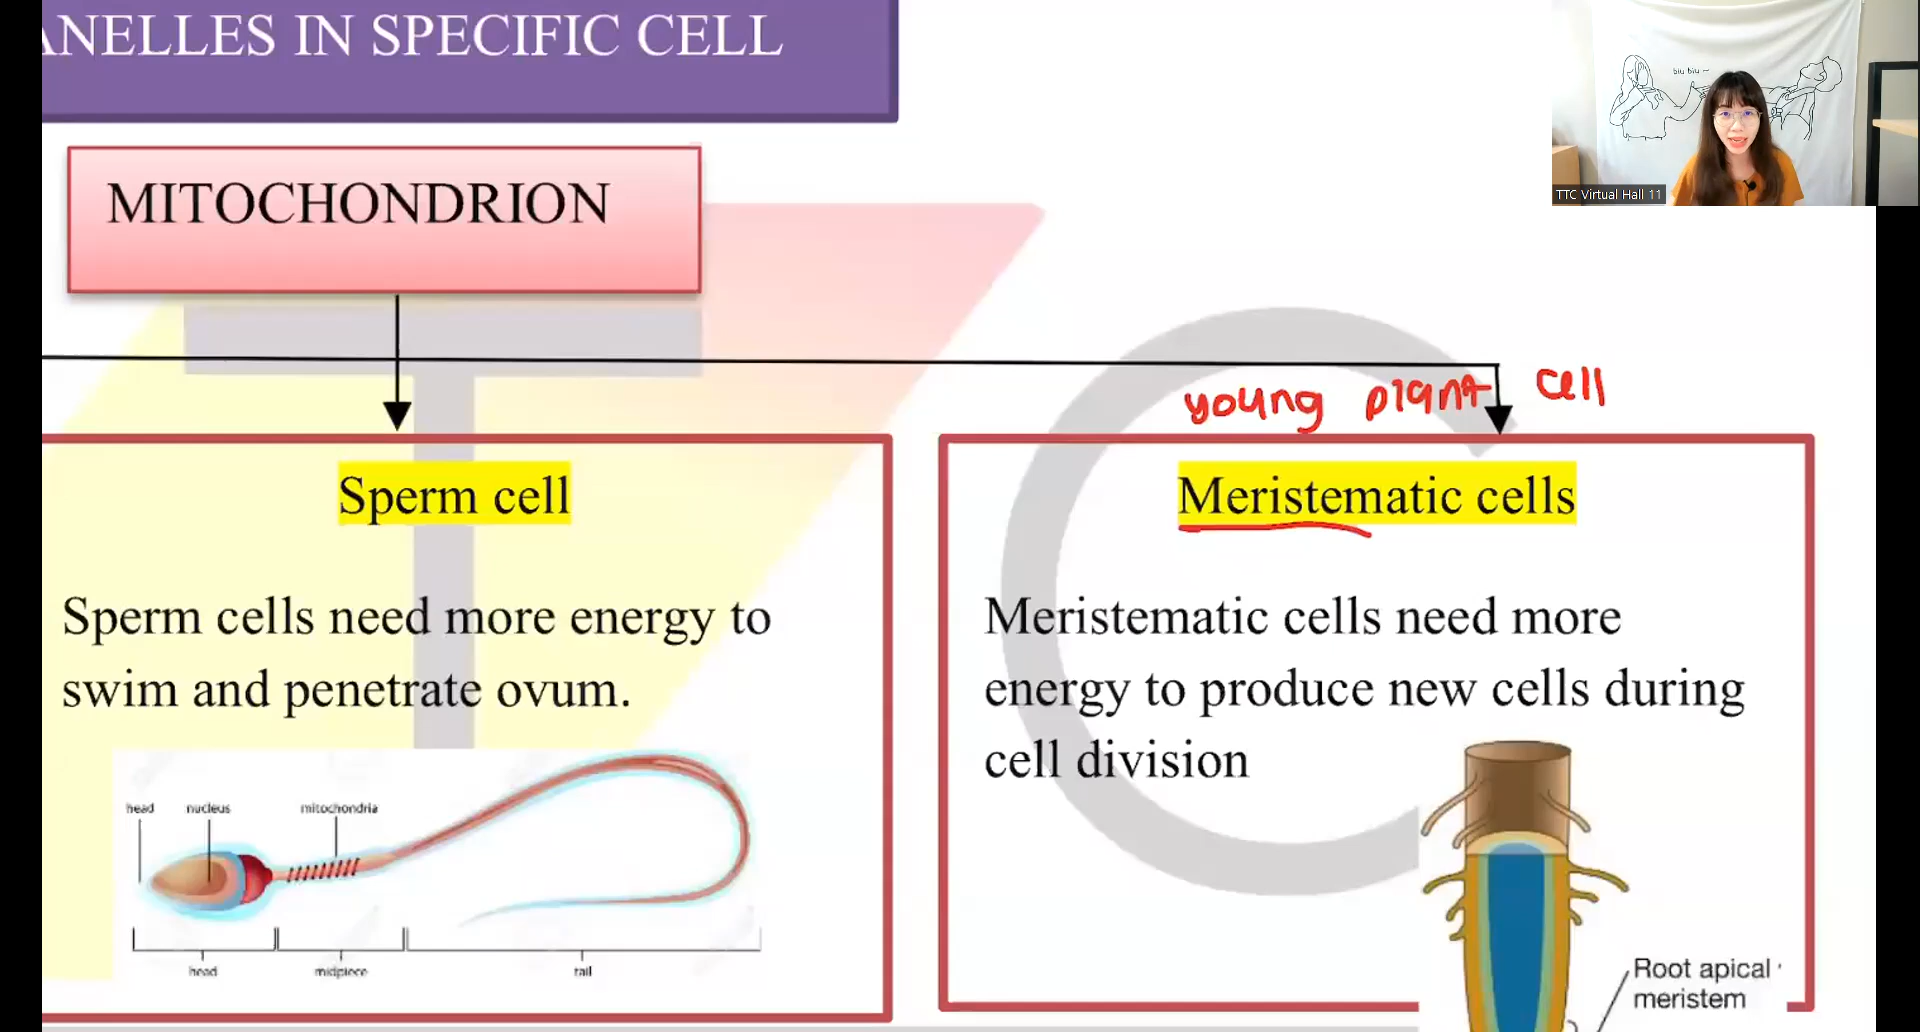 ANELLES IN SPECIFIC CELL
biu biu ~
TTC Virtual Hall 11
MITOCHONDRION
young plant cell
Sperm cell
Sperm cells need more energy to
swim and penetrate ovum.
head nucleus mitochondria
head midpiece tail
Meristematic cells
Meristematic cells need more
energy to produce new cells during
cell division
Root apical
meristem